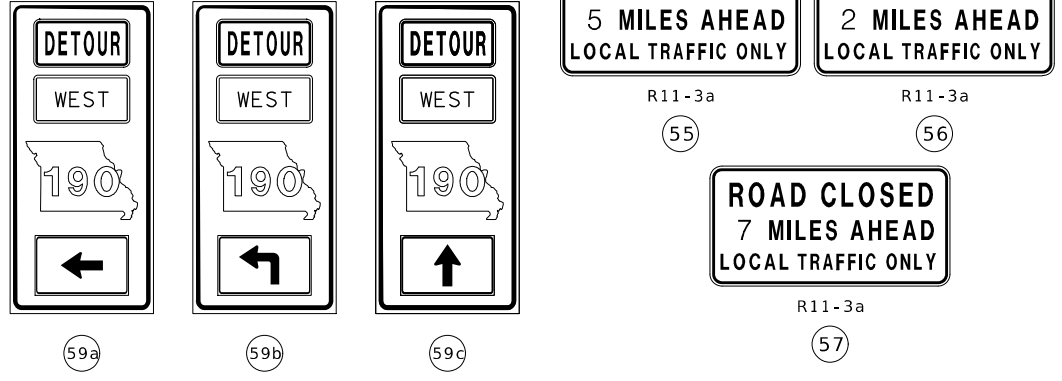 DETOUR
WEST
190
59a
DETOUR
WEST
190
59b
DETOUR
WEST
190
59c
5 MILES AHEAD
LOCAL TRAFFIC ONLY
R11-3a
55
2 MILES AHEAD
LOCAL TRAFFIC ONLY
R11-3a
56
ROAD CLOSED
7 MILES AHEAD
LOCAL TRAFFIC ONLY
R11-3a
57